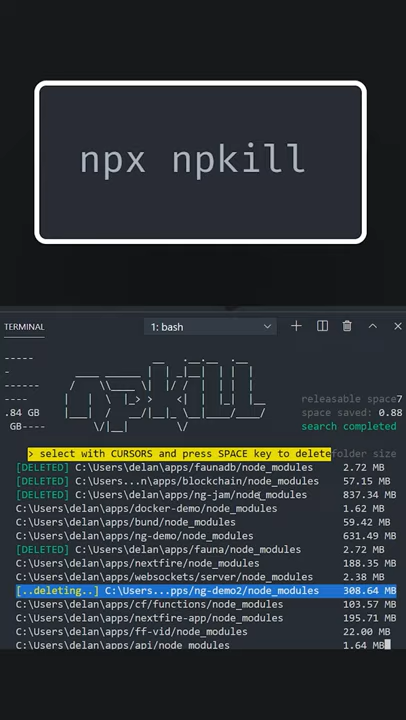 npx npkill
TERMINAL
1: bash
releasable space7
.84 GB
space saved: 0.88
GB----
search completed
> select with CURSORS and press SPACE key to deletefolder size
[DELETED] C:\Users\delan\apps/faunadb/node_modules 2.72 MB
[DELETED] C:\Users...n\apps/blockchain/node_modules 57.15 MB
[DELETED] C:\Users\delan\apps/ng-jam/node_modules 837.34 MB
C:\Users\delan\apps/docker-demo/node_modules 1.62 MB
C:\Users\delan\apps/bund/node_modules 59.42 MB
C:\Users\delan\apps/ng-demo/node_modules 631.49 MB
[DELETED] C:\Users\delan\apps/fauna/node_modules 2.72 MB
C:\Users\delan\apps/nextfire/node_modules 188.35 MB
C:\Users\delan\apps/websockets/server/node_modules 2.38 MB
[..deleting..] C:\Users...pps/ng-demo2/node_modules 308.64 MB
C:\Users\delan\apps/cf/functions/node_modules 103.57 MB
C:\Users\delan\apps/nextfire-app/node_modules 195.71 MB
C:\Users\delan\apps/ff-vid/node_modules 22.00 MB
C:\Users\delan\apps/api/node_modules 1.64 MB